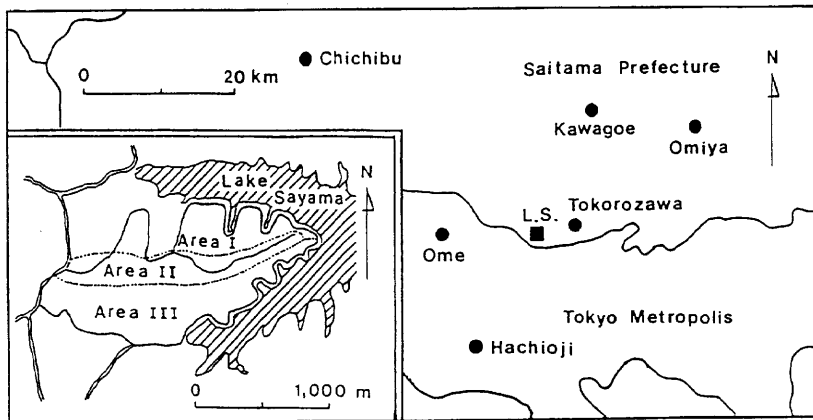 Chichibu
0 20 km
Saitama Prefecture
N
Kawagoe
Omiya
L.S.
Tokorozawa
Ome
Tokyo Metropolis
Hachioji
Lake
Sayama
N
Area I
Area II
Area III
0 1,000 m